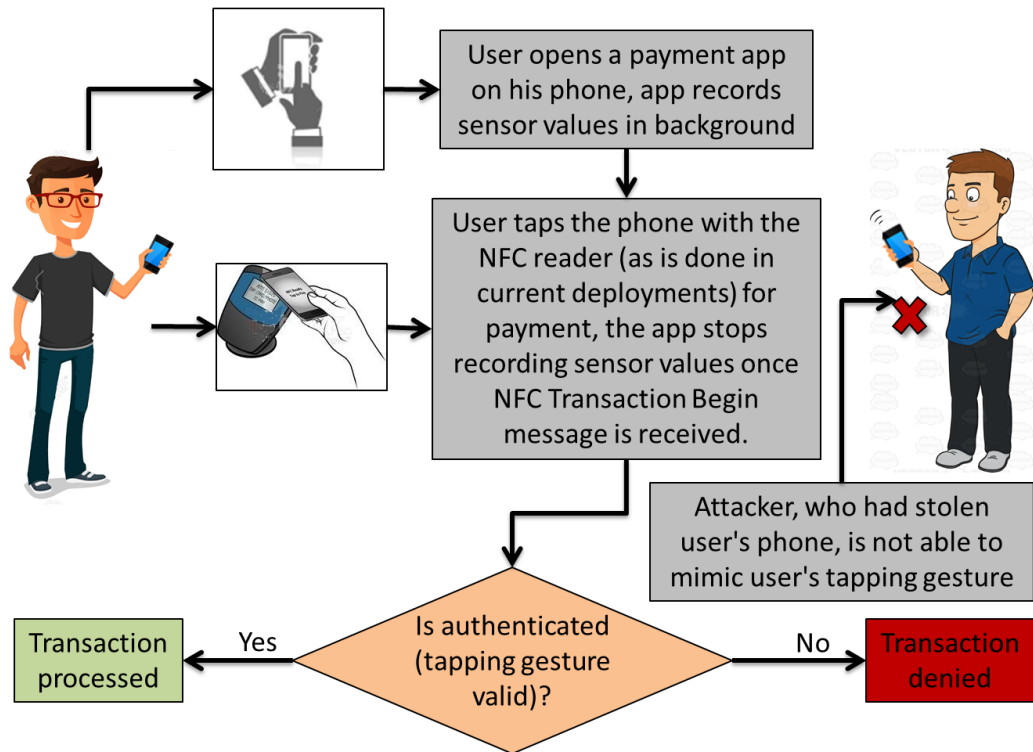 User opens a payment app
on his phone, app records
sensor values in background
User taps the phone with the
NFC reader (as is done in
current deployments) for
payment, the app stops
recording sensor values once
NFC Transaction Begin
message is received.
Attacker, who had stolen
user's phone, is not able to
mimic user's tapping gesture
Is authenticated
(tapping gesture
valid)?
Yes
No
Transaction
processed
Transaction
denied